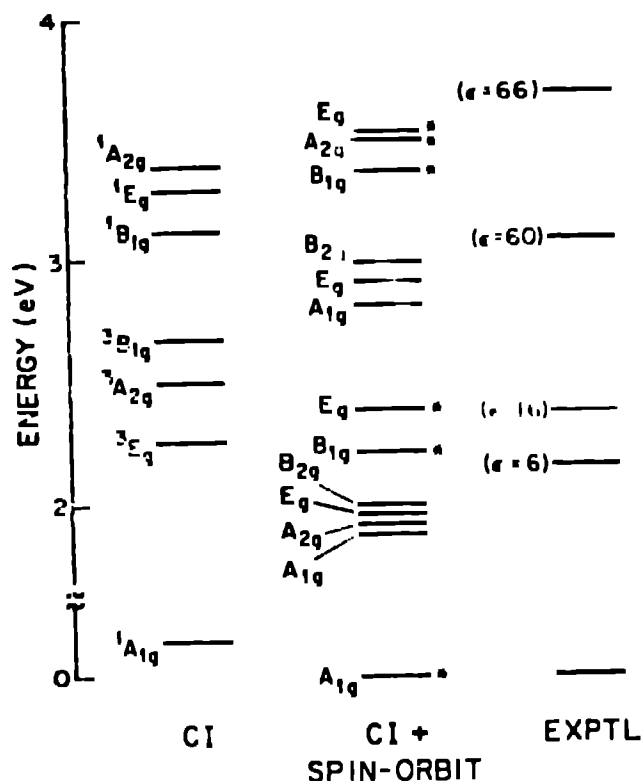 4
3
2
0
ENERGY (eV)
¹A₂g
¹Eg
¹B₁g
³B₁g
³A₂g
³Eg
¹A₁g
CI
Eg *
A₂g *
B₁g *
Eg
A₁g
Eg *
B₁g *
B₂g
Eg
A₂g
A₁g
A₁g *
CI +
SPIN-ORBIT
(ϵ=66)
(ϵ=60)
(ϵ=6)
EXPTL